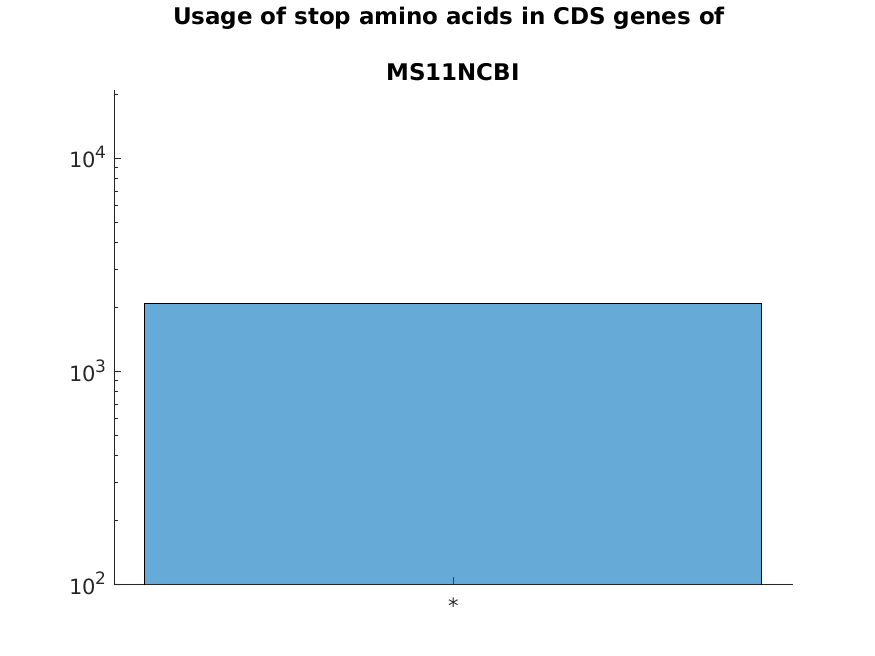 Usage of stop amino acids in CDS genes of
MS11NCBI
10^4
10^3
10^2
*